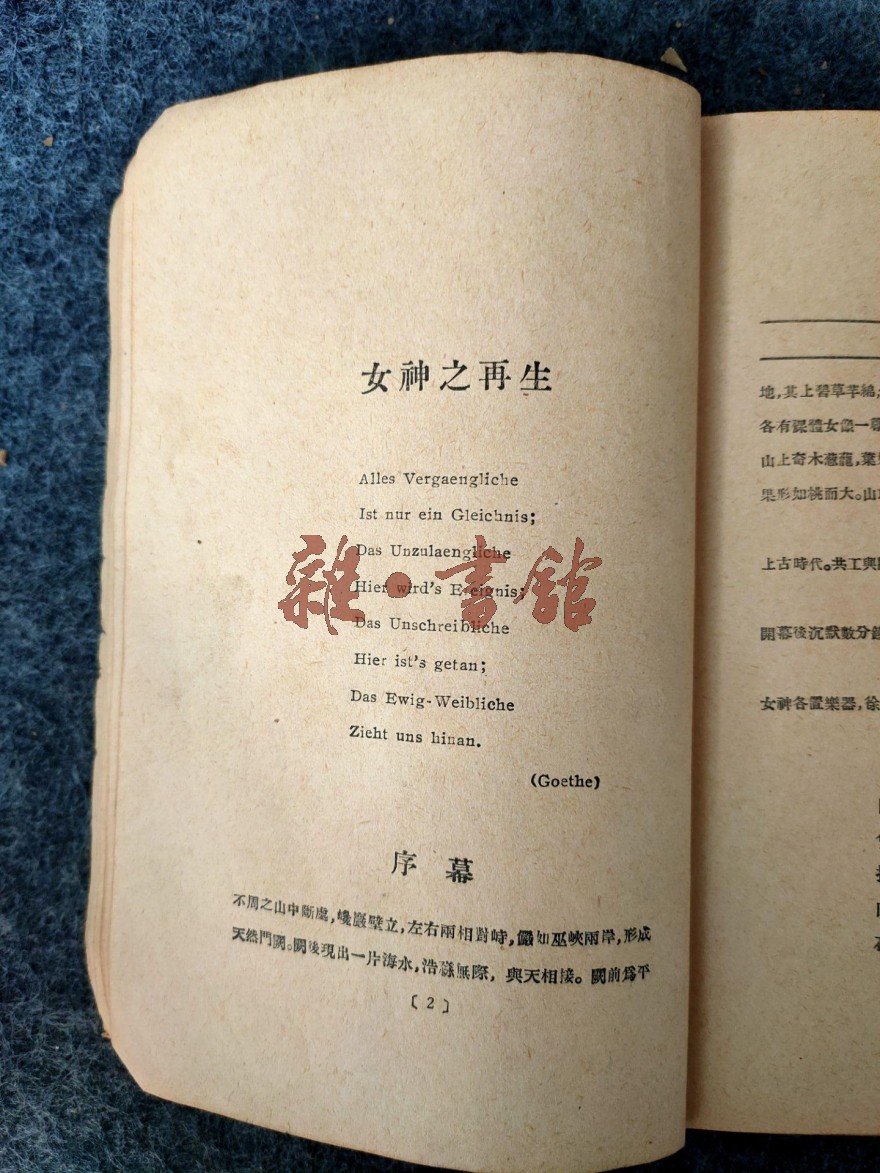 女神之再生
Alles Vergaengliche
Ist nur ein Gleichnis;
Das Unzulaengliche
Hier wird's Ereignis;
Das Unschreibliche
Hier ist's getan;
Das Ewig-Weibliche
Zieht uns hinan.
(Goethe)
序幕
不周之山中斷處，巉巖壁立，左右兩相對峙，儼如巫峽兩岸，形成
天然門闕。闕後現出一片海水，浩淼無際，與天相接。闕前爲平
〔2〕
雜·書館
地，其上碧草芊綿，
各有裸體女像一尊
山上奇木葱蘢，葉
果形如桃而大。山
上古時代。共工與
開幕後沉默數分鐘
女神各置樂器，徐